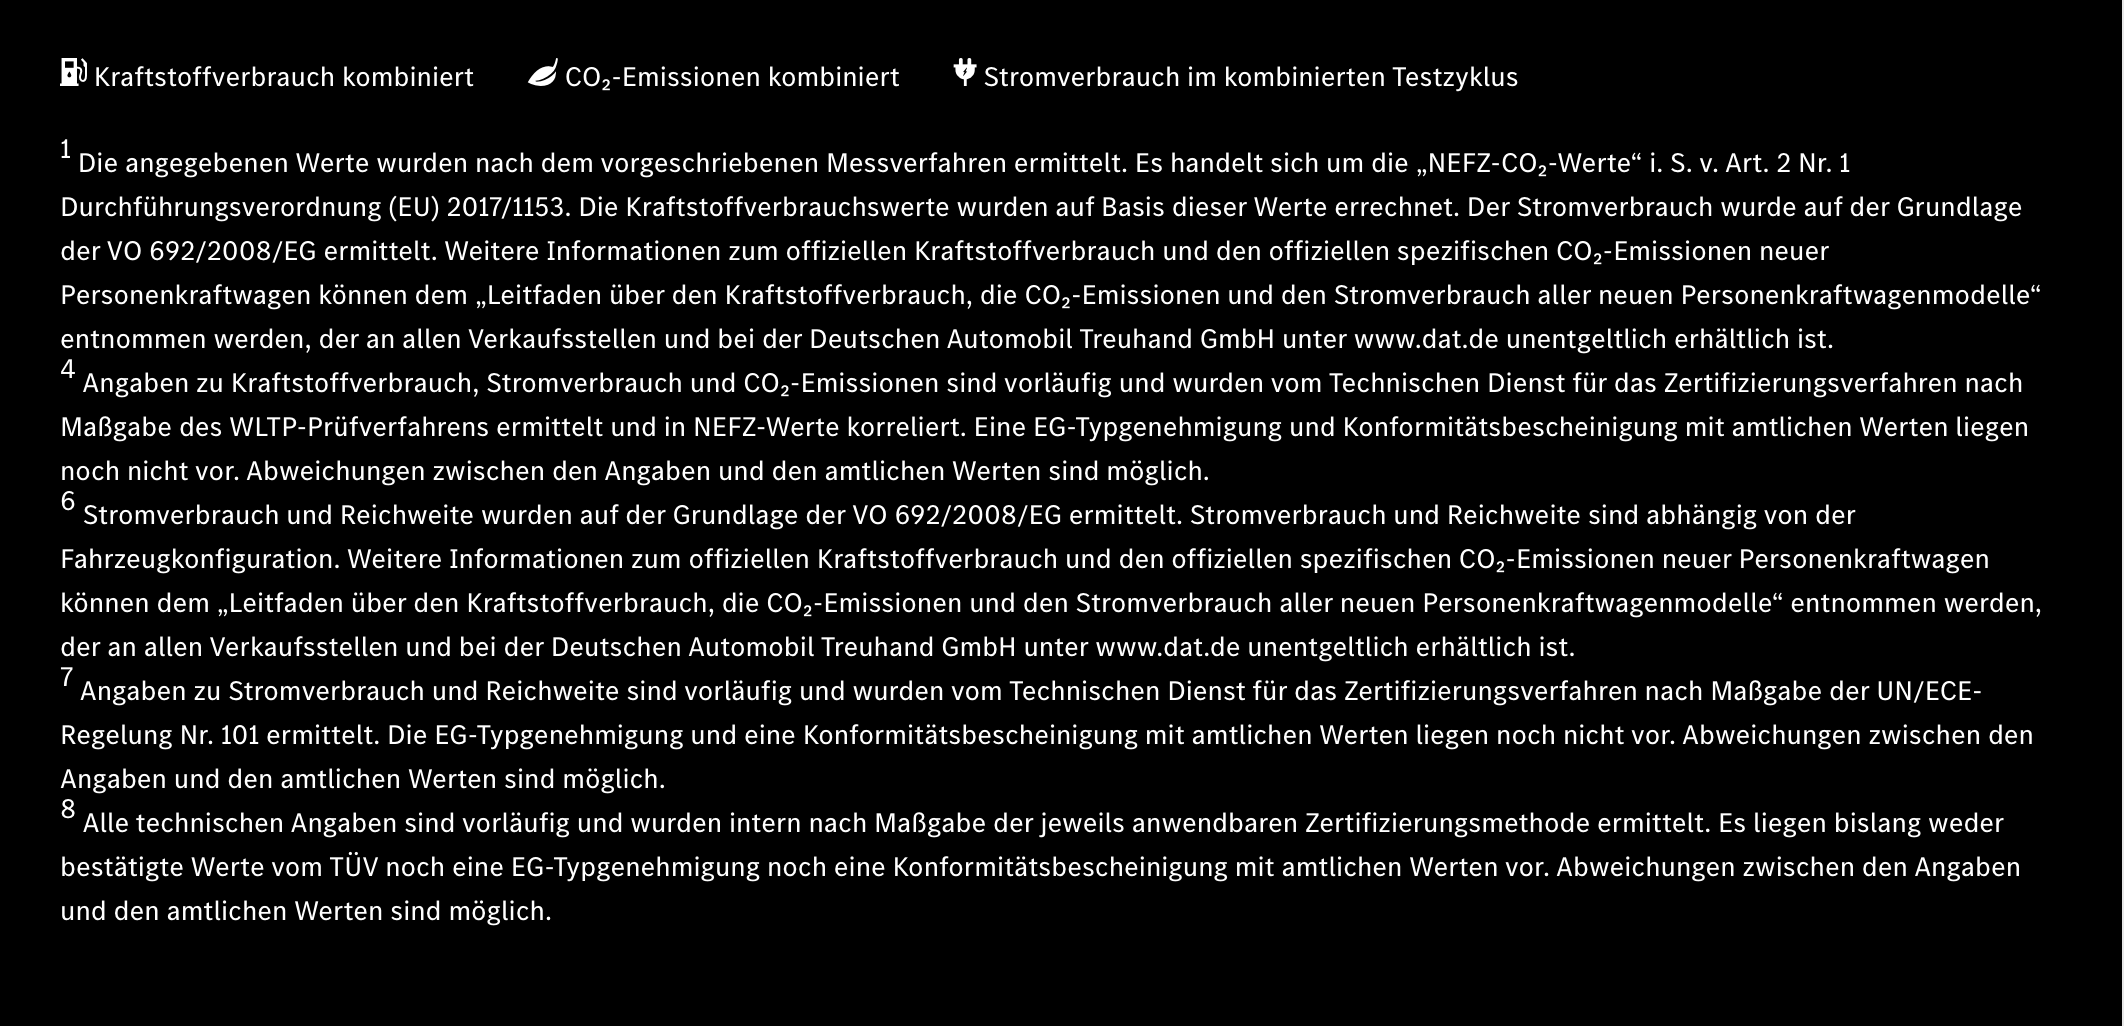 Kraftstoffverbrauch kombiniert CO₂-Emissionen kombiniert Stromverbrauch im kombinierten Testzyklus
¹ Die angegebenen Werte wurden nach dem vorgeschriebenen Messverfahren ermittelt. Es handelt sich um die „NEFZ-CO₂-Werte“ i. S. v. Art. 2 Nr. 1
Durchführungsverordnung (EU) 2017/1153. Die Kraftstoffverbrauchswerte wurden auf Basis dieser Werte errechnet. Der Stromverbrauch wurde auf der Grundlage
der VO 692/2008/EG ermittelt. Weitere Informationen zum offiziellen Kraftstoffverbrauch und den offiziellen spezifischen CO₂-Emissionen neuer
Personenkraftwagen können dem „Leitfaden über den Kraftstoffverbrauch, die CO₂-Emissionen und den Stromverbrauch aller neuen Personenkraftwagenmodelle“
entnommen werden, der an allen Verkaufsstellen und bei der Deutschen Automobil Treuhand GmbH unter www.dat.de unentgeltlich erhältlich ist.
⁴ Angaben zu Kraftstoffverbrauch, Stromverbrauch und CO₂-Emissionen sind vorläufig und wurden vom Technischen Dienst für das Zertifizierungsverfahren nach
Maßgabe des WLTP-Prüfverfahrens ermittelt und in NEFZ-Werte korreliert. Eine EG-Typgenehmigung und Konformitätsbescheinigung mit amtlichen Werten liegen
noch nicht vor. Abweichungen zwischen den Angaben und den amtlichen Werten sind möglich.
⁶ Stromverbrauch und Reichweite wurden auf der Grundlage der VO 692/2008/EG ermittelt. Stromverbrauch und Reichweite sind abhängig von der
Fahrzeugkonfiguration. Weitere Informationen zum offiziellen Kraftstoffverbrauch und den offiziellen spezifischen CO₂-Emissionen neuer Personenkraftwagen
können dem „Leitfaden über den Kraftstoffverbrauch, die CO₂-Emissionen und den Stromverbrauch aller neuen Personenkraftwagenmodelle“ entnommen werden,
der an allen Verkaufsstellen und bei der Deutschen Automobil Treuhand GmbH unter www.dat.de unentgeltlich erhältlich ist.
⁷ Angaben zu Stromverbrauch und Reichweite sind vorläufig und wurden vom Technischen Dienst für das Zertifizierungsverfahren nach Maßgabe der UN/ECE-
Regelung Nr. 101 ermittelt. Die EG-Typgenehmigung und eine Konformitätsbescheinigung mit amtlichen Werten liegen noch nicht vor. Abweichungen zwischen den
Angaben und den amtlichen Werten sind möglich.
⁸ Alle technischen Angaben sind vorläufig und wurden intern nach Maßgabe der jeweils anwendbaren Zertifizierungsmethode ermittelt. Es liegen bislang weder
bestätigte Werte vom TÜV noch eine EG-Typgenehmigung noch eine Konformitätsbescheinigung mit amtlichen Werten vor. Abweichungen zwischen den Angaben
und den amtlichen Werten sind möglich.